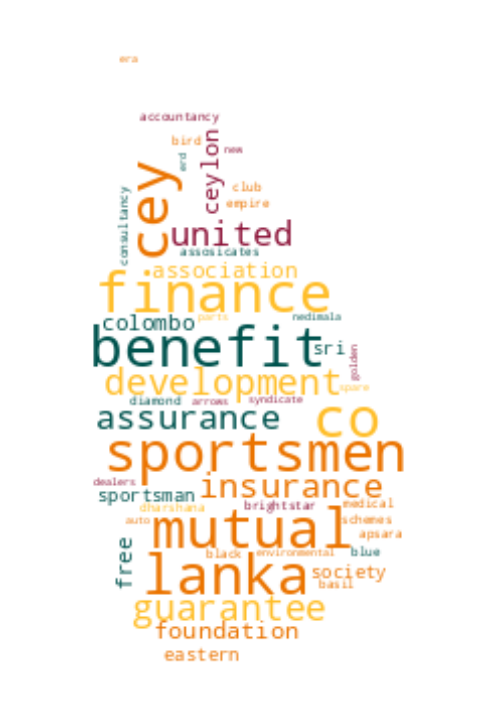 era
accountancy
bird
new
erd
ceylon
cey
club
consultancy
empire
united
assosicates
association
finance
parts
nedimala
colombo
benefit
sri
golden
development
spare
diamond
arrows
syndicate
assurance
co
sportsmen
dealers
insurance
sportsman
dharshana
brightstar
medical
auto
mutual
schemes
apsara
black
environmental
blue
free
lanka
society
basil
guarantee
foundation
eastern